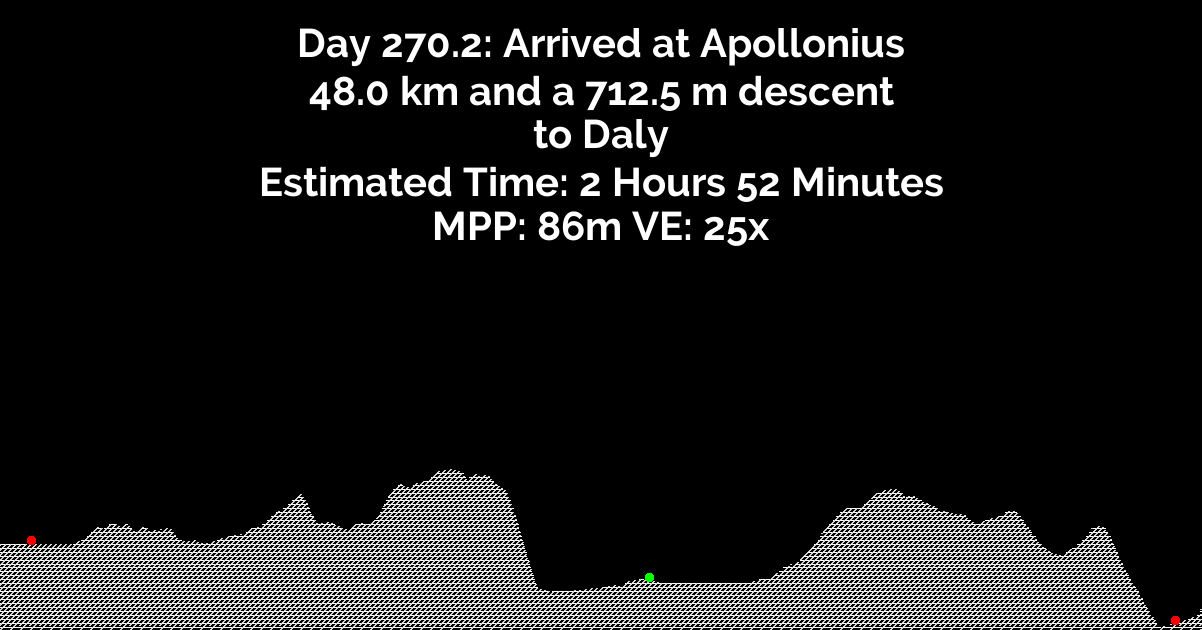 Day 270.2: Arrived at Apollonius
48.0 km and a 712.5 m descent
to Daly
Estimated Time: 2 Hours 52 Minutes
MPP: 86m VE: 25x